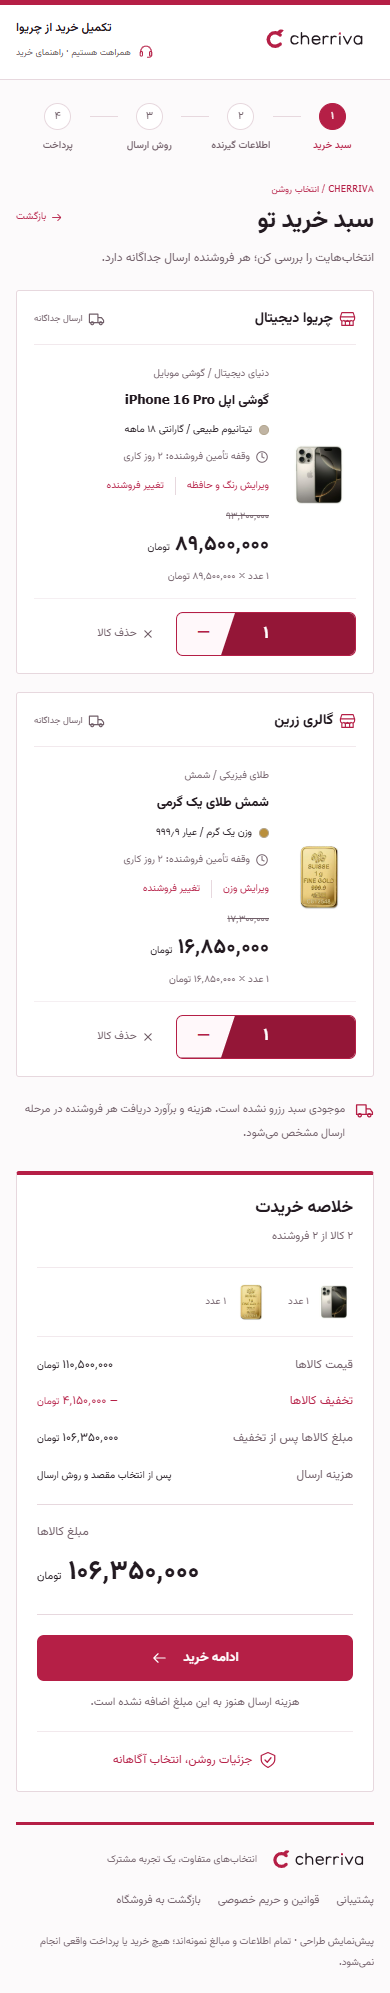 cherriva
تکمیل خرید از چریوا
همراهت هستیم · راهنمای خرید
۱
۲
۳
۴
سبد خرید
اطلاعات گیرنده
روش ارسال
پرداخت
CHERRIVA / انتخاب روشن
سبد خرید تو
بازگشت
انتخاب‌هایت را بررسی کن؛ هر فروشنده ارسال جداگانه دارد.
چریوا دیجیتال
ارسال جداگانه
دنیای دیجیتال / گوشی موبایل
گوشی اپل iPhone 16 Pro
تیتانیوم طبیعی / گارانتی ۱۸ ماهه
وقفه تأمین فروشنده: ۲ روز کاری
ویرایش رنگ و حافظه
تغییر فروشنده
۹۳,۲۰۰,۰۰۰
۸۹,۵۰۰,۰۰۰ تومان
۱ عدد × ۸۹,۵۰۰,۰۰۰ تومان
۱ −
حذف کالا
گالری زرین
ارسال جداگانه
طلای فیزیکی / شمش
شمش طلای یک گرمی
وزن یک گرم / عیار ۹۹۹٫۹
وقفه تأمین فروشنده: ۲ روز کاری
ویرایش وزن
تغییر فروشنده
SUISSE
1 g
FINE GOLD
999.9
۱۷,۳۰۰,۰۰۰
۱۶,۸۵۰,۰۰۰ تومان
۱ عدد × ۱۶,۸۵۰,۰۰۰ تومان
۱ −
حذف کالا
موجودی سبد رزرو نشده است. هزینه و برآورد دریافت هر فروشنده در مرحله
ارسال مشخص می‌شود.
خلاصه خریدت
۲ کالا از ۲ فروشنده
۱ عدد
۱ عدد
قیمت کالاها
۱۱۰,۵۰۰,۰۰۰ تومان
تخفیف کالاها
− ۴,۱۵۰,۰۰۰ تومان
مبلغ کالاها پس از تخفیف
۱۰۶,۳۵۰,۰۰۰ تومان
هزینه ارسال
پس از انتخاب مقصد و روش ارسال
مبلغ کالاها
۱۰۶,۳۵۰,۰۰۰ تومان
ادامه خرید
هزینه ارسال هنوز به این مبلغ اضافه نشده است.
جزئیات روشن، انتخاب آگاهانه
cherriva
انتخاب‌های متفاوت، یک تجربه مشترک
پشتیبانی
قوانین و حریم خصوصی
بازگشت به فروشگاه
پیش‌نمایش طراحی · تمام اطلاعات و مبالغ نمونه‌اند؛ هیچ خرید یا پرداخت واقعی انجام
نمی‌شود.